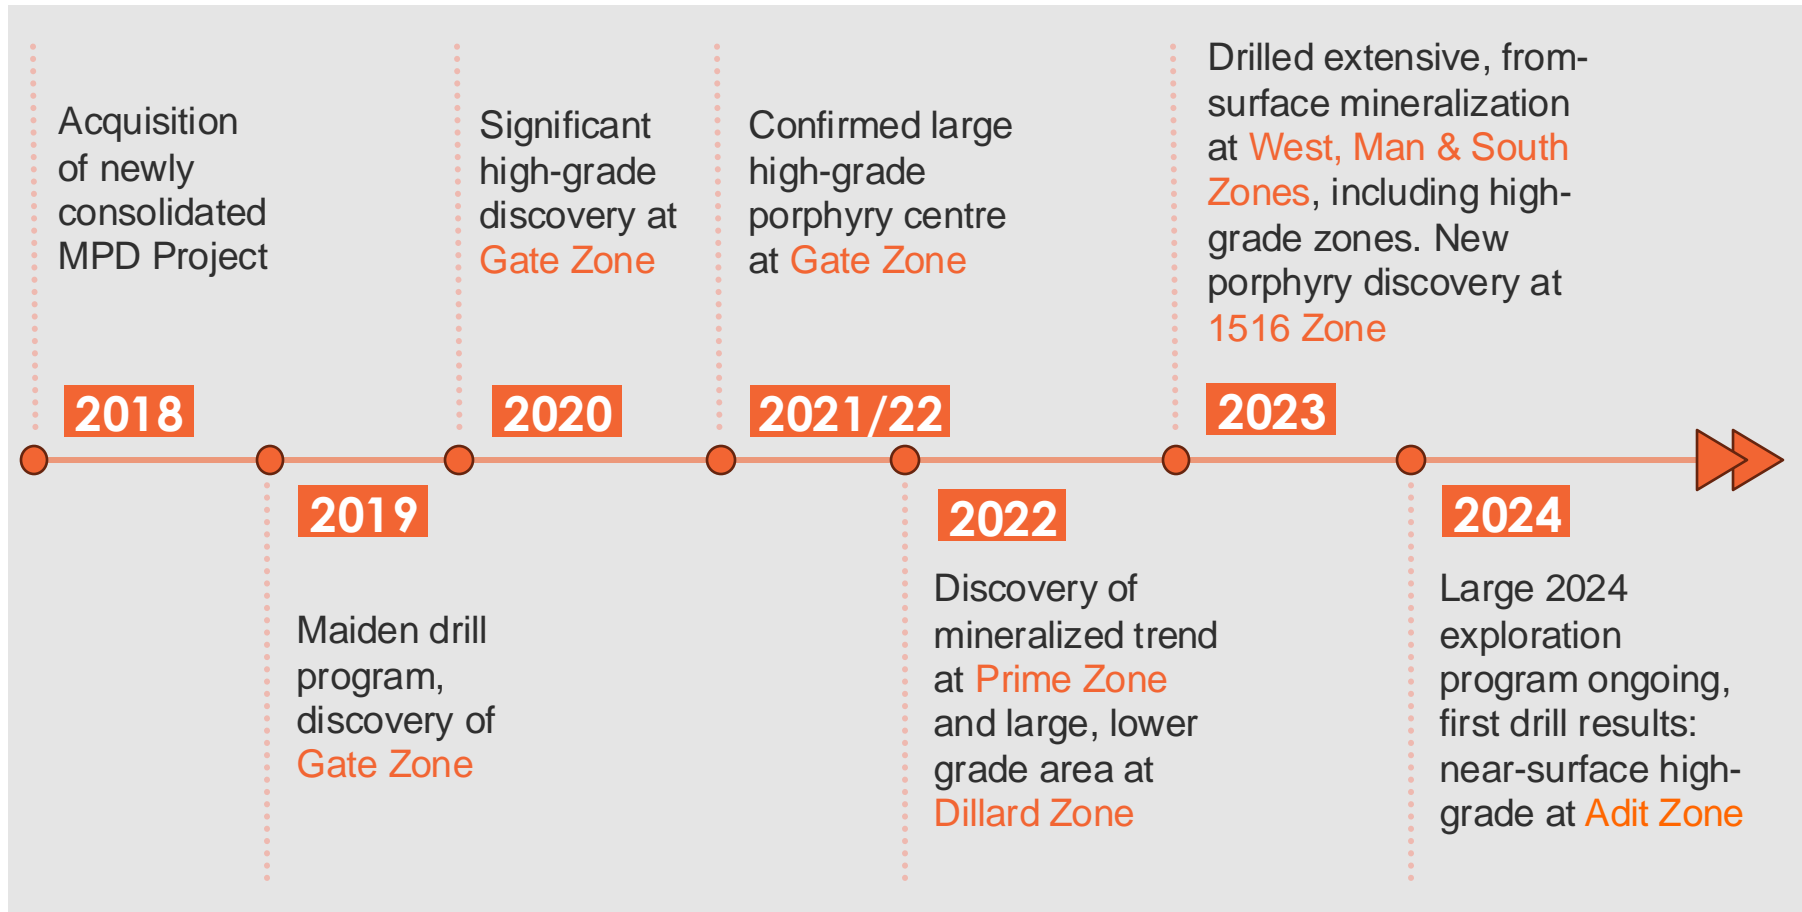 Acquisition
of newly
consolidated
MPD Project
2018
2019
Maiden drill
program,
discovery of
Gate Zone
Significant
high-grade
discovery at
Gate Zone
2020
Confirmed large
high-grade
porphyry centre
at Gate Zone
2021/22
2022
Discovery of
mineralized trend
at Prime Zone
and large, lower
grade area at
Dillard Zone
Drilled extensive, from-
surface mineralization
at West, Man & South
Zones, including high-
grade zones. New
porphyry discovery at
1516 Zone
2023
2024
Large 2024
exploration
program ongoing,
first drill results:
near-surface high-
grade at Adit Zone